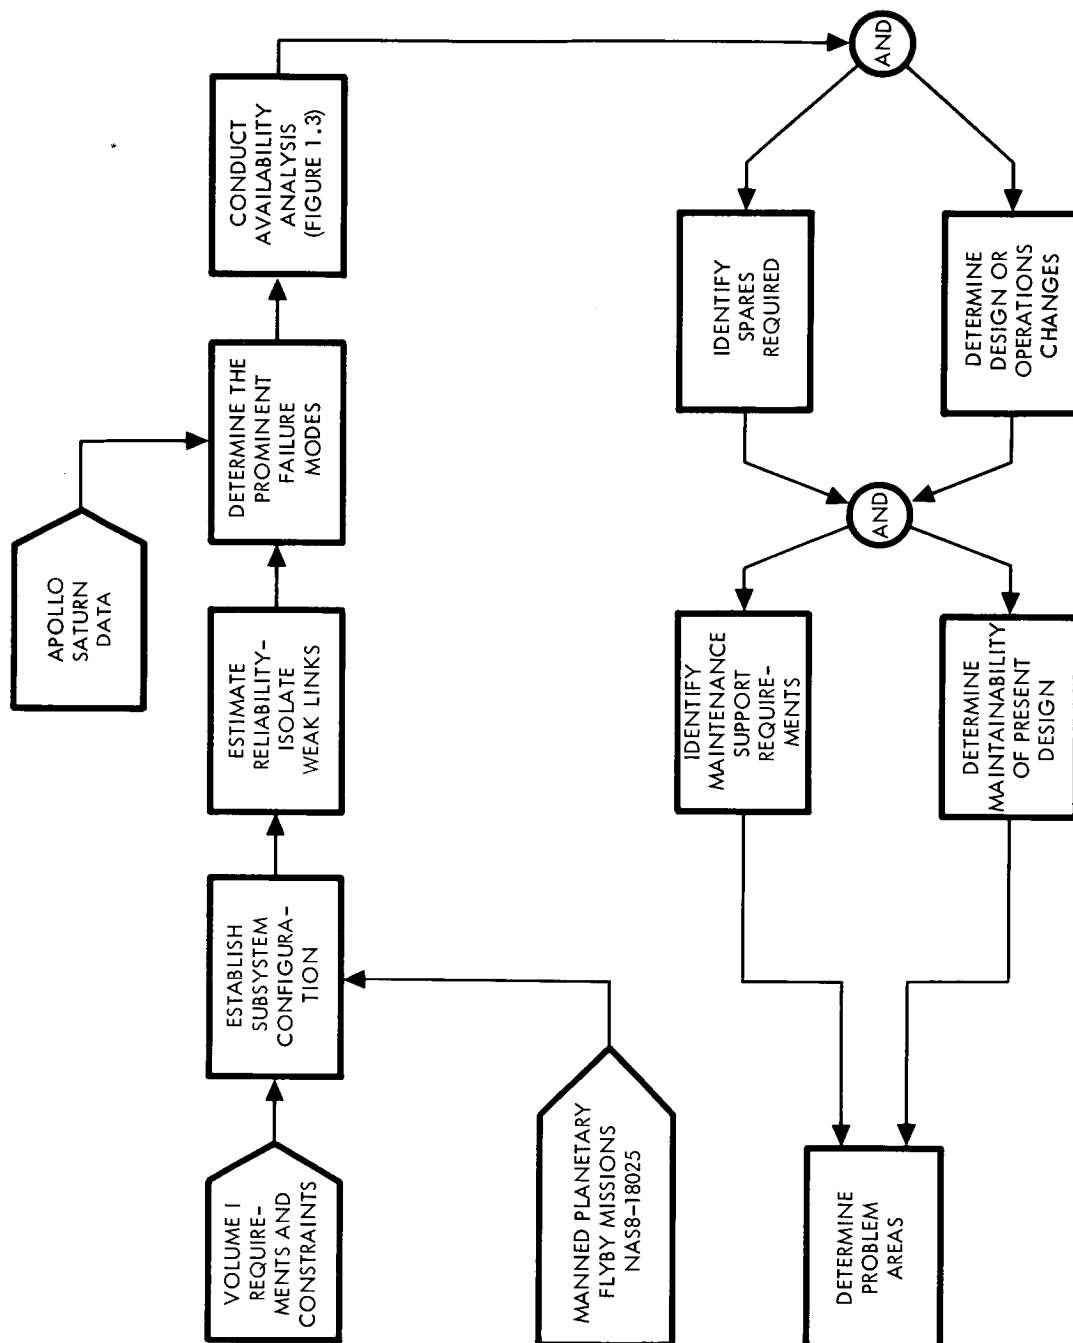 APOLLO
SATURN
DATA
VOLUME I
REQUIRE-
MENTS AND
CONSTRAINTS
ESTABLISH
SUBSYSTEM
CONFIGURA-
TION
ESTIMATE
RELIABILITY-
ISOLATE
WEAK LINKS
DETERMINE THE
PROMINENT
FAILURE
MODES
CONDUCT
AVAILABILITY
ANALYSIS
(FIGURE 1.3)
MANNED PLANETARY
FLYBY MISSIONS
NAS8-18025
AND
IDENTIFY
SPARES
REQUIRED
DETERMINE
DESIGN OR
OPERATIONS
CHANGES
AND
IDENTIFY
MAINTENANCE
SUPPORT
REQUIRE-
MENTS
DETERMINE
MAINTAINABILITY
OF PRESENT
DESIGN
DETERMINE
PROBLEM
AREAS